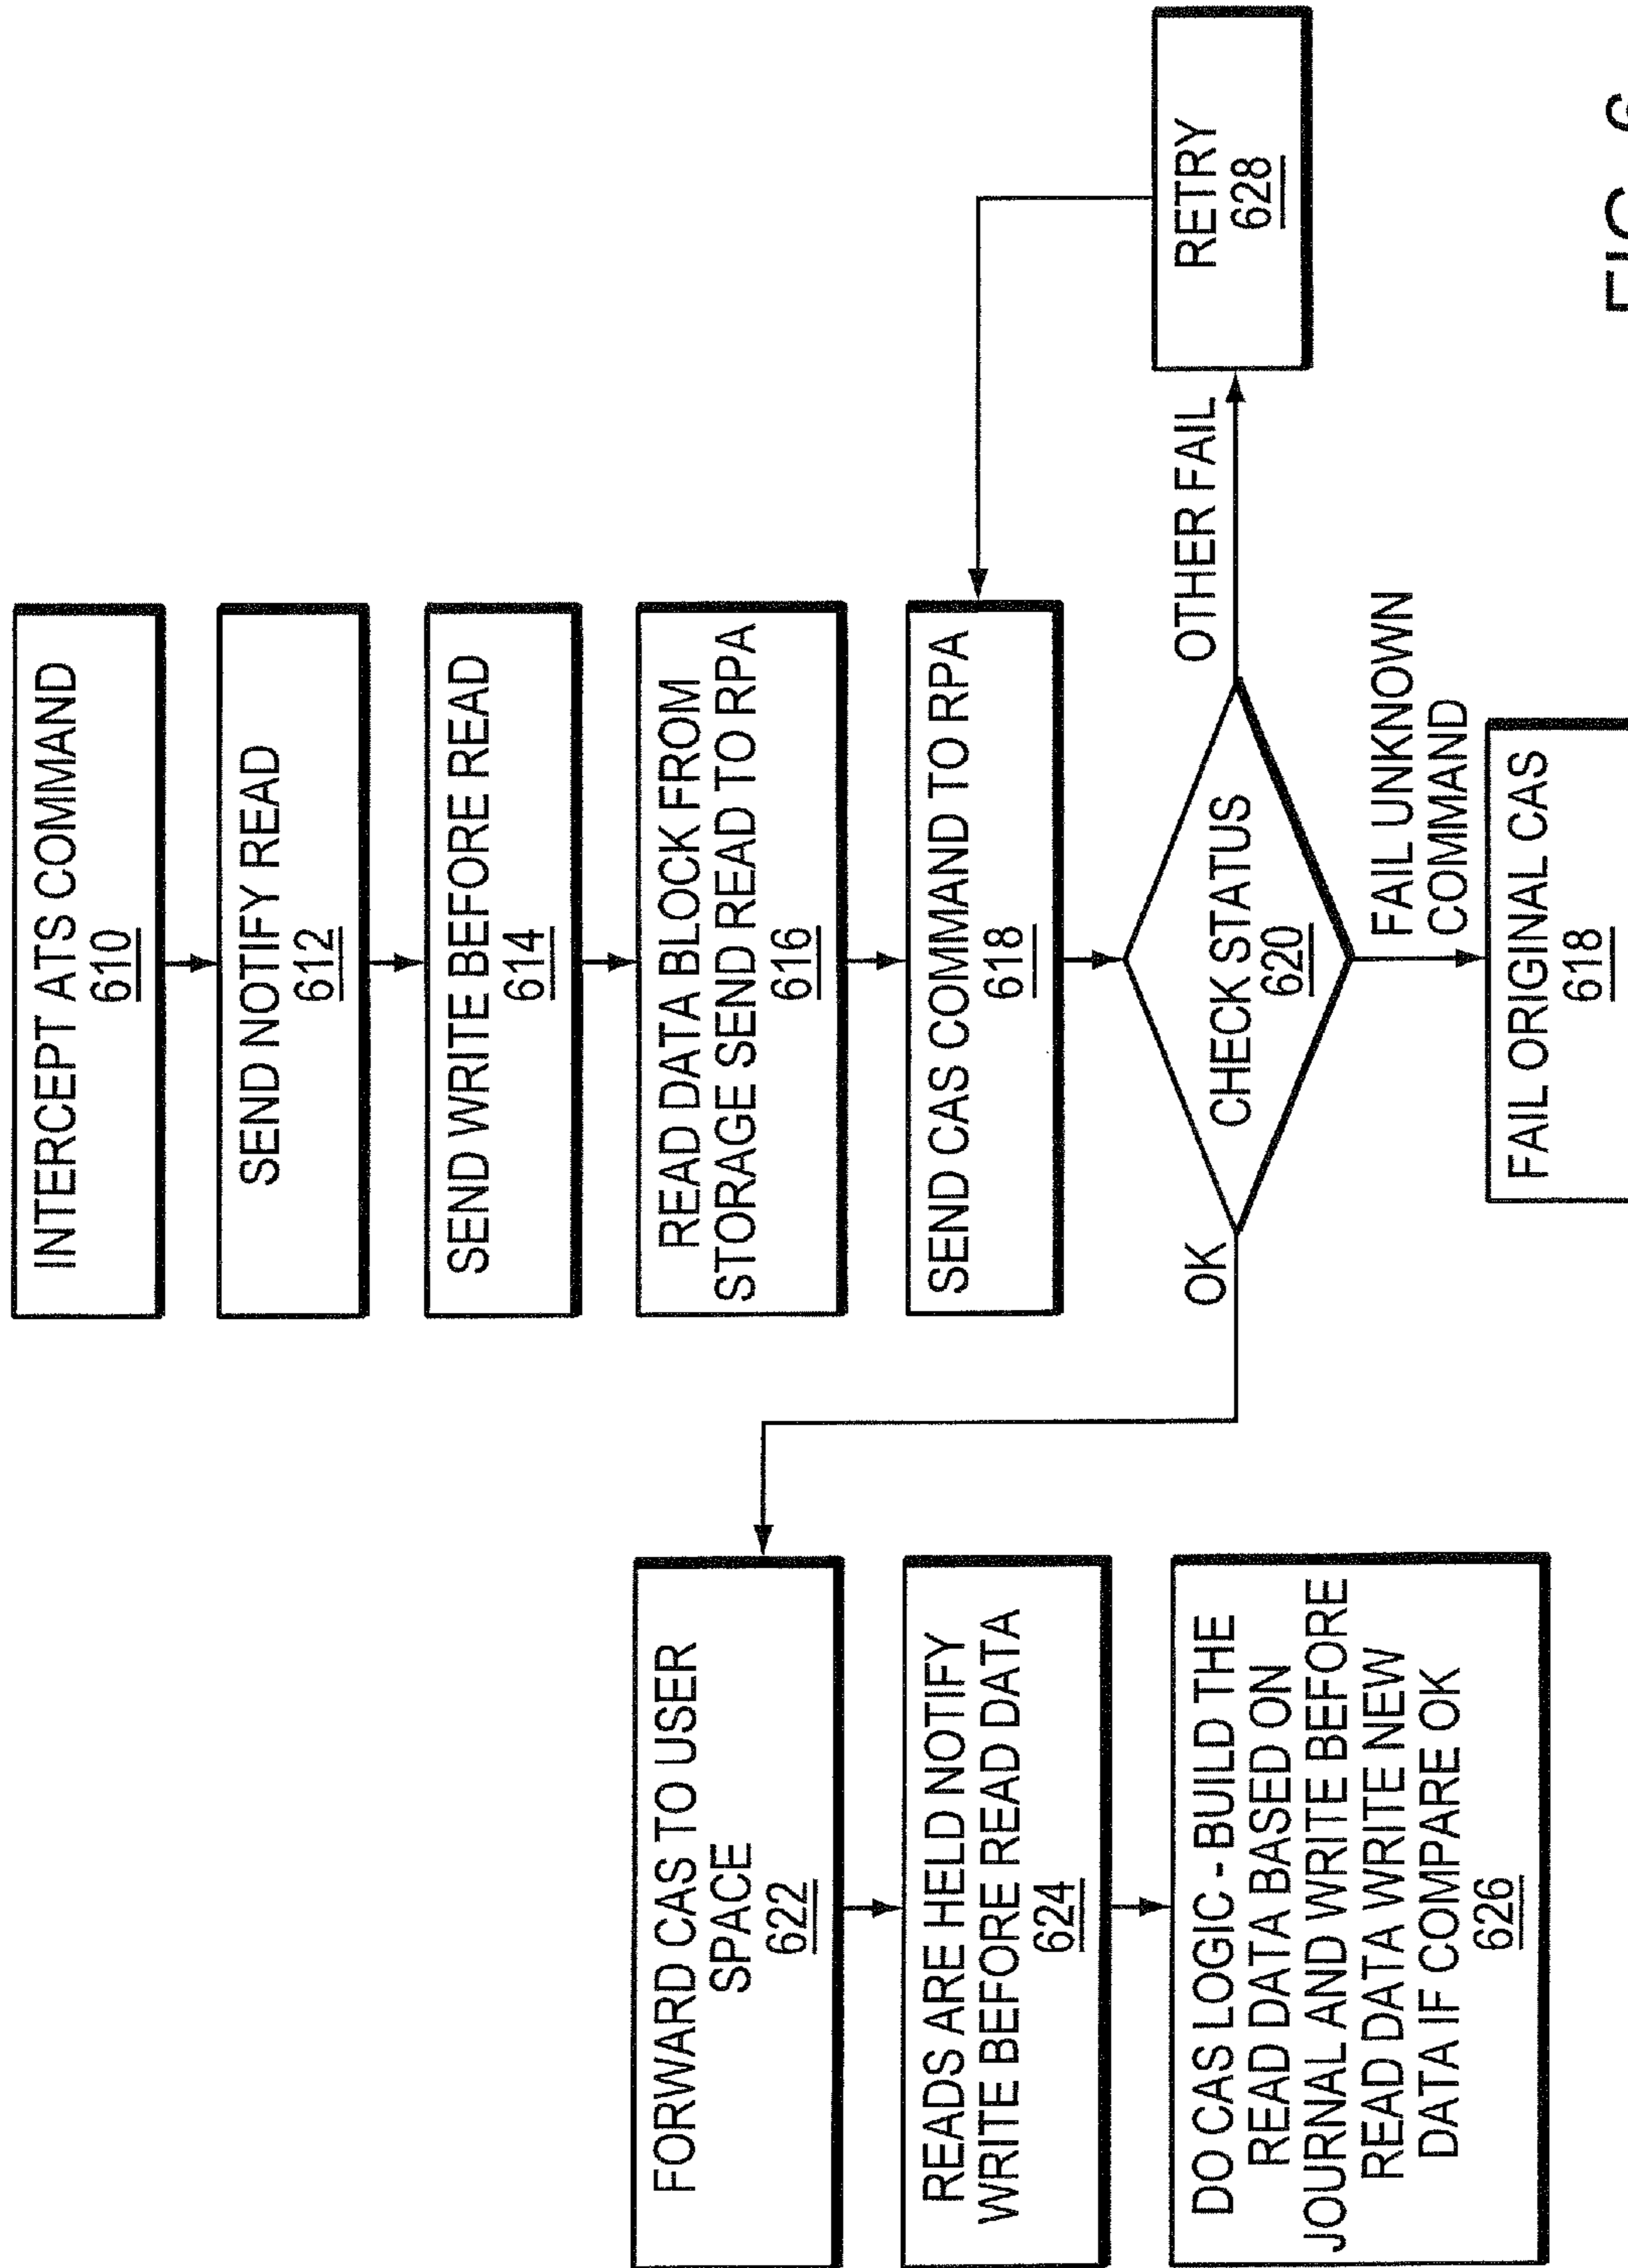 INTERCEPT ATS COMMAND
610
SEND NOTIFY READ
612
SEND WRITE BEFORE READ
614
READ DATA BLOCK FROM
STORAGE SEND READ TO RPA
616
SEND CAS COMMAND TO RPA
618
CHECK STATUS
620
OTHER FAIL
RETRY
628
FAIL UNKNOWN
COMMAND
FAIL ORIGINAL CAS
618
OK
FORWARD CAS TO USER
SPACE
622
READS ARE HELD NOTIFY
WRITE BEFORE READ DATA
624
DO CAS LOGIC - BUILD THE
READ DATA BASED ON
JOURNAL AND WRITE BEFORE
READ DATA WRITE NEW
DATA IF COMPARE OK
626